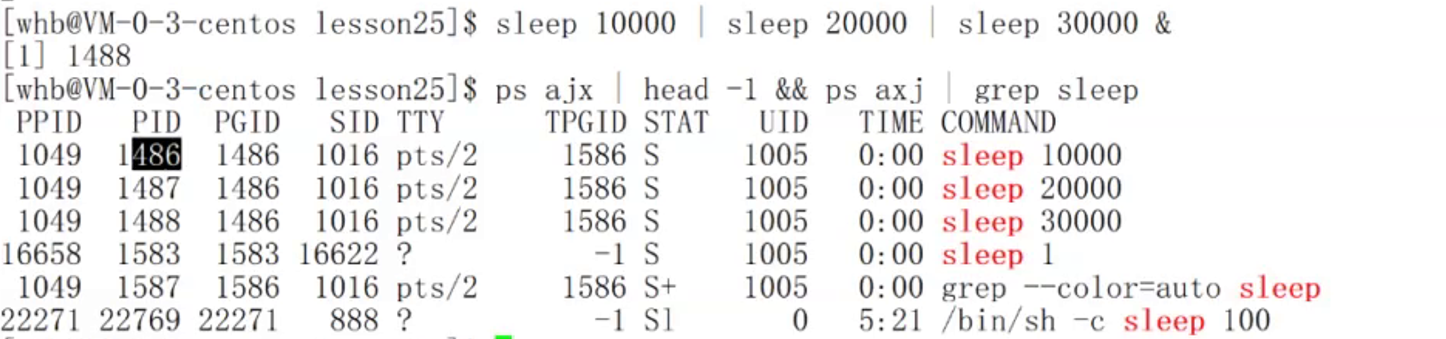 [whb@VM-0-3-centos lesson25]$ sleep 10000 | sleep 20000 | sleep 30000 &
[1] 1488
[whb@VM-0-3-centos lesson25]$ ps ajx | head -1 && ps axj | grep sleep
PPID PID PGID SID TTY TPGID STAT UID TIME COMMAND
1049 1486 1486 1016 pts/2 1586 S 1005 0:00 sleep 10000
1049 1487 1486 1016 pts/2 1586 S 1005 0:00 sleep 20000
1049 1488 1486 1016 pts/2 1586 S 1005 0:00 sleep 30000
16658 1583 1583 16622 ? -1 S 1005 0:00 sleep 1
1049 1587 1586 1016 pts/2 1586 S+ 1005 0:00 grep --color=auto sleep
22271 22769 22271 888 ? -1 Sl 0 5:21 /bin/sh -c sleep 100